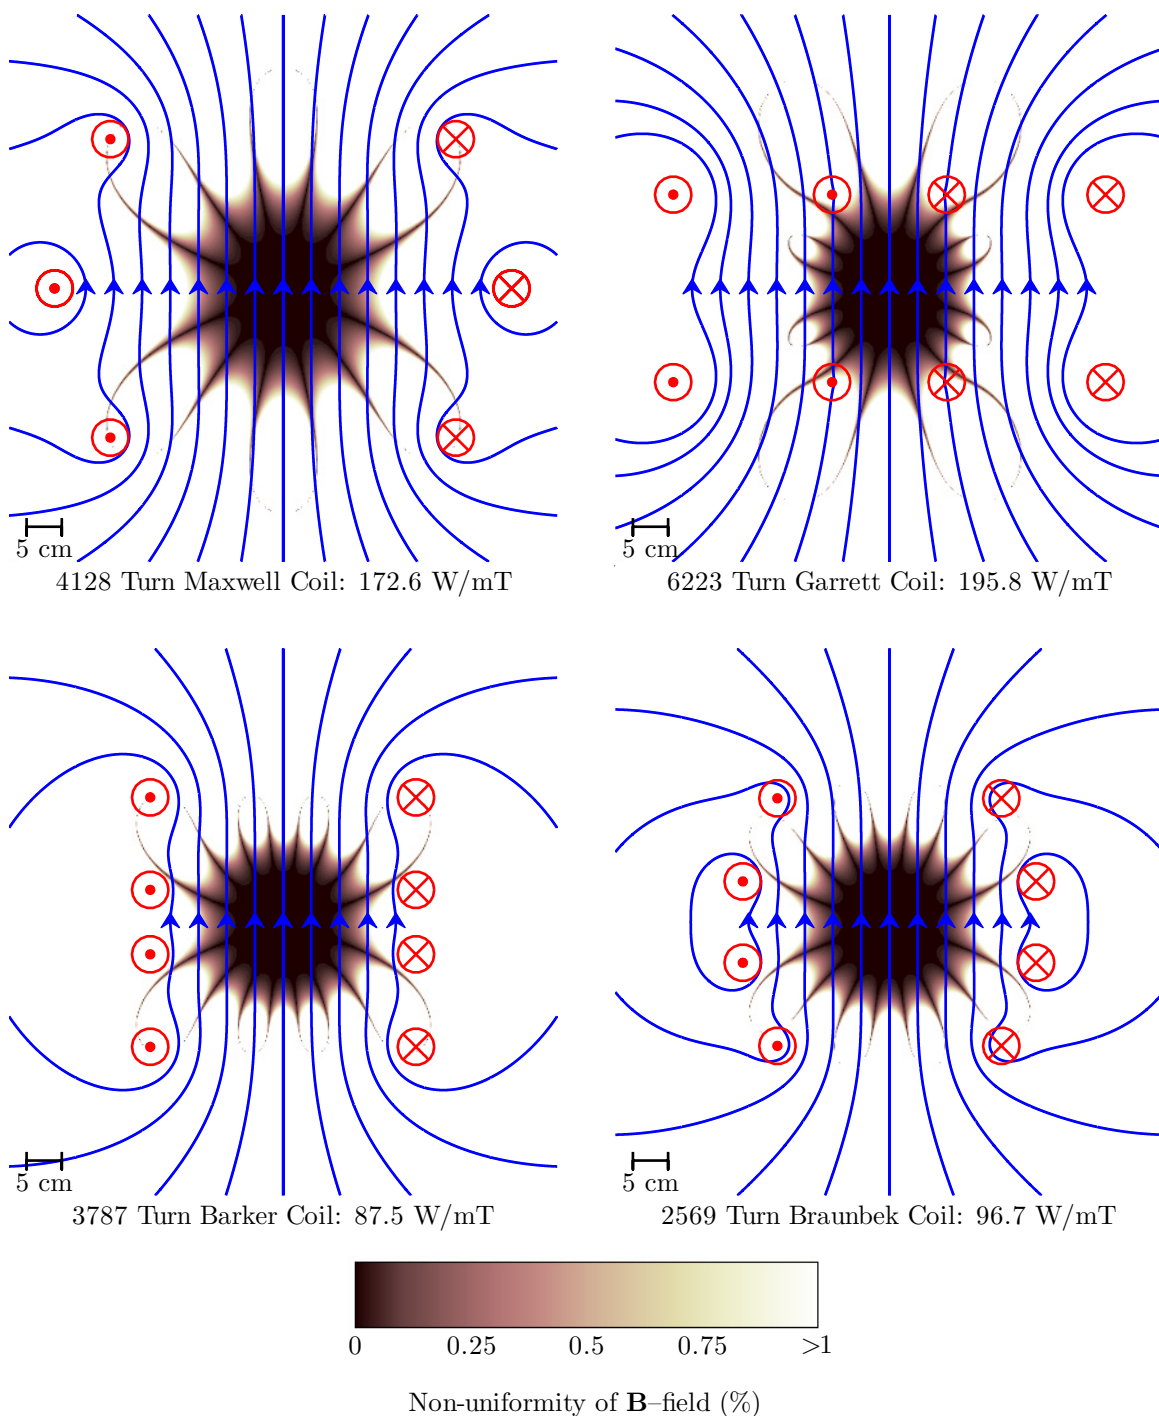 5 cm
4128 Turn Maxwell Coil: 172.6 W/mT
5 cm
6223 Turn Garrett Coil: 195.8 W/mT
5 cm
3787 Turn Barker Coil: 87.5 W/mT
5 cm
2569 Turn Braunbek Coil: 96.7 W/mT
0 0.25 0.5 0.75 >1
Non-uniformity of B–field (%)